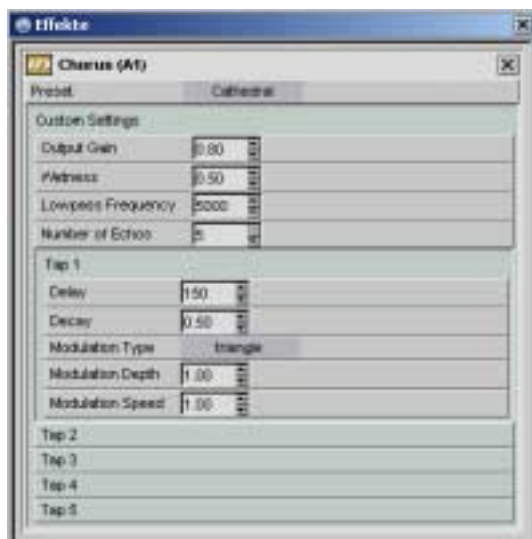 Effekte
Chorus (A1)
Preset Cathedral
Custom Settings
Output Gain 0.80
Wetness 0.50
Lowpass Frequency 5000
Number of Echos 5
Tap 1
Delay 150
Decay 0.50
Modulation Type triangle
Modulation Depth 1.00
Modulation Speed 1.00
Tap 2
Tap 3
Tap 4
Tap 5